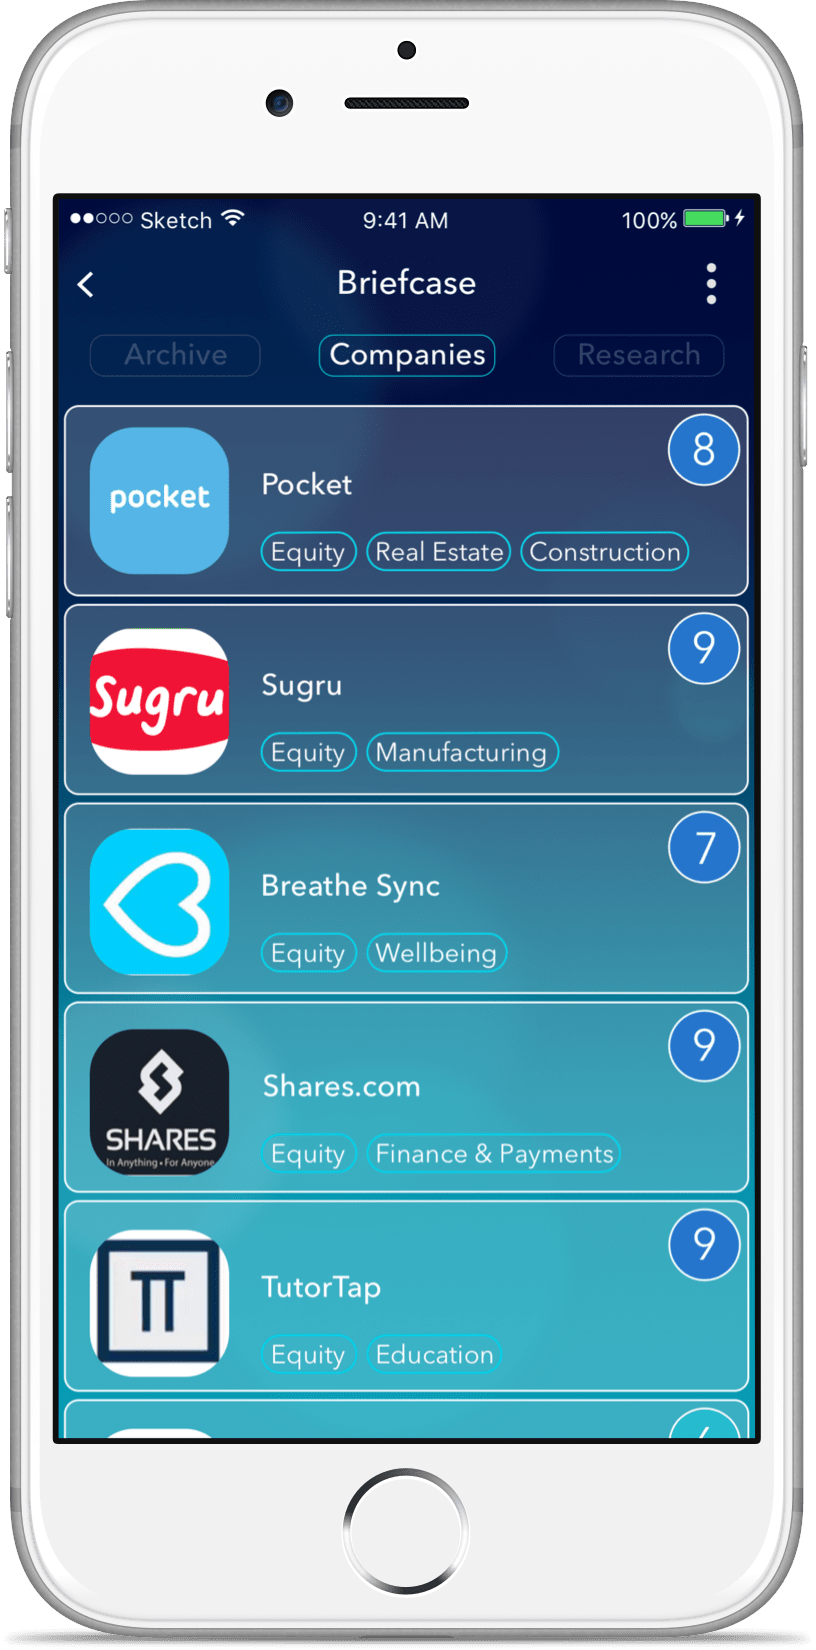 Sketch 9:41 AM 100%
Briefcase
Archive Companies Research
8
pocket
Pocket
Equity Real Estate Construction
9
Sugru
Sugru
Equity Manufacturing
7
Breathe Sync
Equity Wellbeing
9
Shares.com
SHARES
In Anything • For Anyone
Equity Finance & Payments
9
TT
TutorTap
Equity Education